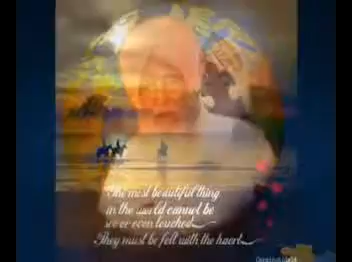 The most beautiful thing
in the world cannot be
see or even touched
They must be felt with the heart